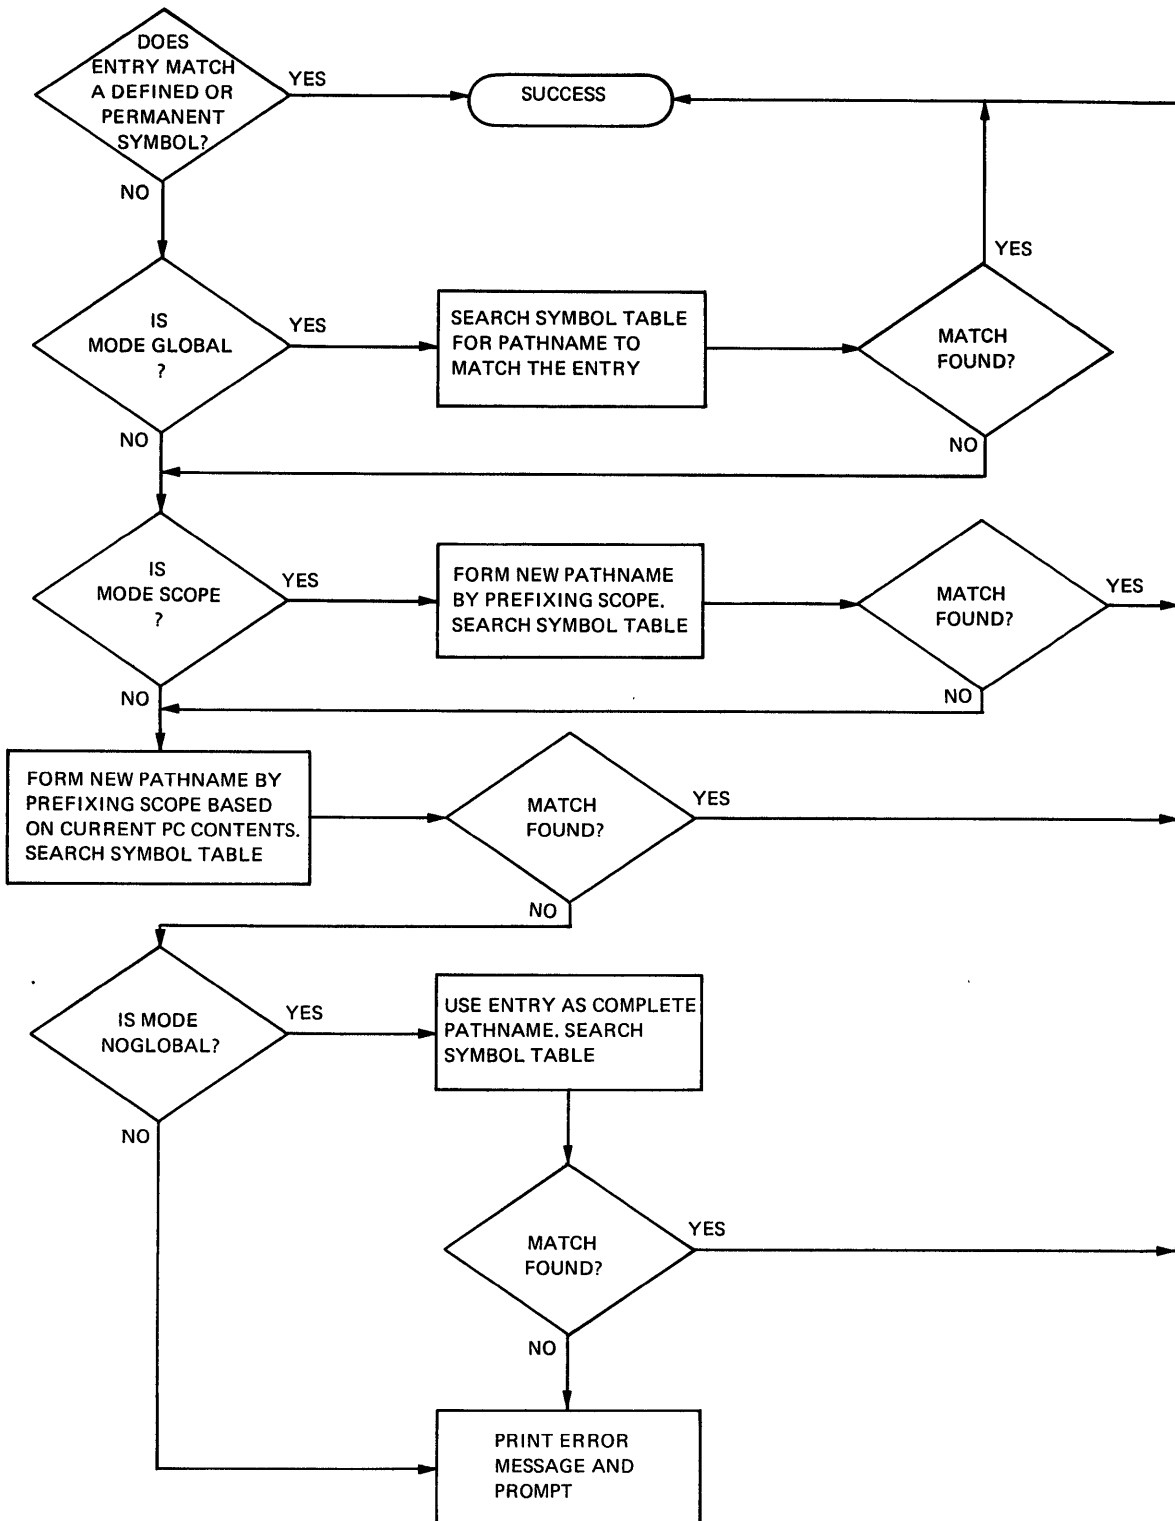 DOES
ENTRY MATCH
A DEFINED OR
PERMANENT
SYMBOL?
YES
SUCCESS
NO
IS
MODE GLOBAL
?
YES
SEARCH SYMBOL TABLE
FOR PATHNAME TO
MATCH THE ENTRY
YES
MATCH
FOUND?
NO
NO
IS
MODE SCOPE
?
YES
FORM NEW PATHNAME
BY PREFIXING SCOPE.
SEARCH SYMBOL TABLE
MATCH
FOUND?
YES
NO
NO
FORM NEW PATHNAME BY
PREFIXING SCOPE BASED
ON CURRENT PC CONTENTS.
SEARCH SYMBOL TABLE
MATCH
FOUND?
YES
NO
IS MODE
NOGLOBAL?
YES
USE ENTRY AS COMPLETE
PATHNAME. SEARCH
SYMBOL TABLE
NO
MATCH
FOUND?
YES
NO
PRINT ERROR
MESSAGE AND
PROMPT